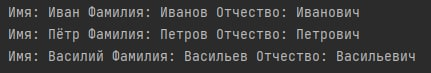 Имя: Иван Фамилия: Иванов Отчество: Иванович
Имя: Пётр Фамилия: Петров Отчество: Петрович
Имя: Василий Фамилия: Васильев Отчество: Васильевич